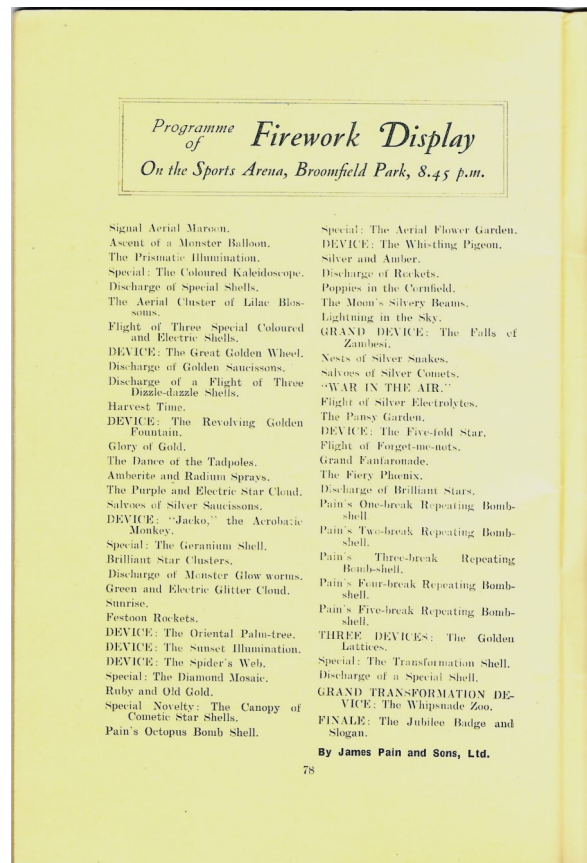 Programme
of
Firework Display
On the Sports Arena, Broomfield Park, 8.45 p.m.
Signal Aerial Maroon.
Ascent of a Monster Balloon.
The Prismatic Illumination.
Special: The Coloured Kaleidoscope.
Discharge of Special Shells.
The Aerial Cluster of Lilac Blos-
soms.
Flight of Three Special Coloured
and Electric Shells.
DEVICE: The Great Golden Wheel.
Discharge of Golden Saucissons.
Discharge of a Flight of Three
Dizzle-dazzle Shells.
Harvest Time.
DEVICE: The Revolving Golden
Fountain.
Glory of Gold.
The Dance of the Tadpoles.
Amberite and Radium Sprays.
The Purple and Electric Star Cloud.
Salvoes of Silver Saucissons.
DEVICE: "Jacko," the Acrobatic
Monkey.
Special: The Geranium Shell.
Brilliant Star Clusters.
Discharge of Monster Glow worms.
Green and Electric Glitter Cloud.
Sunrise.
Festoon Rockets.
DEVICE: The Oriental Palm-tree.
DEVICE: The Sunset Illumination.
DEVICE: The Spider's Web.
Special: The Diamond Mosaic.
Ruby and Old Gold.
Special Novelty: The Canopy of
Cometic Star Shells.
Pain's Octopus Bomb Shell.
Special: The Aerial Flower Garden.
DEVICE: The Whistling Pigeon.
Silver and Amber.
Discharge of Rockets.
Poppies in the Cornfield.
The Moon's Silvery Beams.
Lightning in the Sky.
GRAND DEVICE: The Falls of
Zambesi.
Nests of Silver Snakes.
Salvoes of Silver Comets.
"WAR IN THE AIR."
Flight of Silver Electrolytes.
The Pansy Garden.
DEVICE: The Five-fold Star.
Flight of Forget-me-nots.
Grand Fanfaronade.
The Fiery Phœnix.
Discharge of Brilliant Stars.
Pain's One-break Repeating Bomb-
shell.
Pain's Two-break Repeating Bomb-
shell.
Pain's Three-break Repeating
Bomb-shell.
Pain's Four-break Repeating Bomb-
shell.
Pain's Five-break Repeating Bomb-
shell.
THREE DEVICES: The Golden
Lattices.
Special: The Transformation Shell.
Discharge of a Special Shell.
GRAND TRANSFORMATION DE-
VICE: The Whipsnade Zoo.
FINALE: The Jubilee Badge and
Slogan.
By James Pain and Sons, Ltd.
78